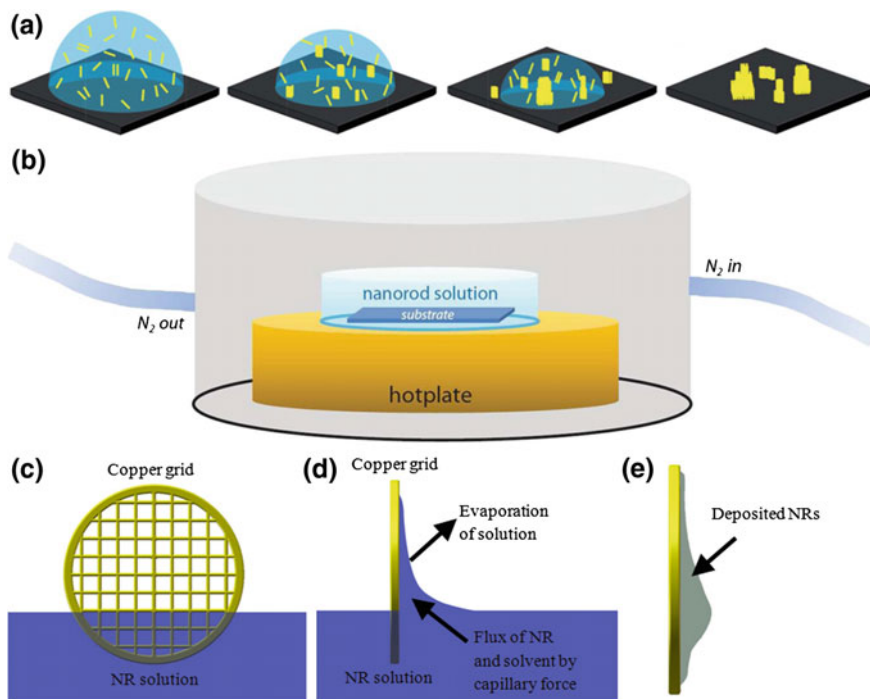 (a)
(b)
N₂ in
nanorod solution
substrate
N₂ out
hotplate
(c)
Copper grid
NR solution
(d)
Copper grid
Evaporation
of solution
NR solution
Flux of NR
and solvent by
capillary force
(e)
Deposited NRs